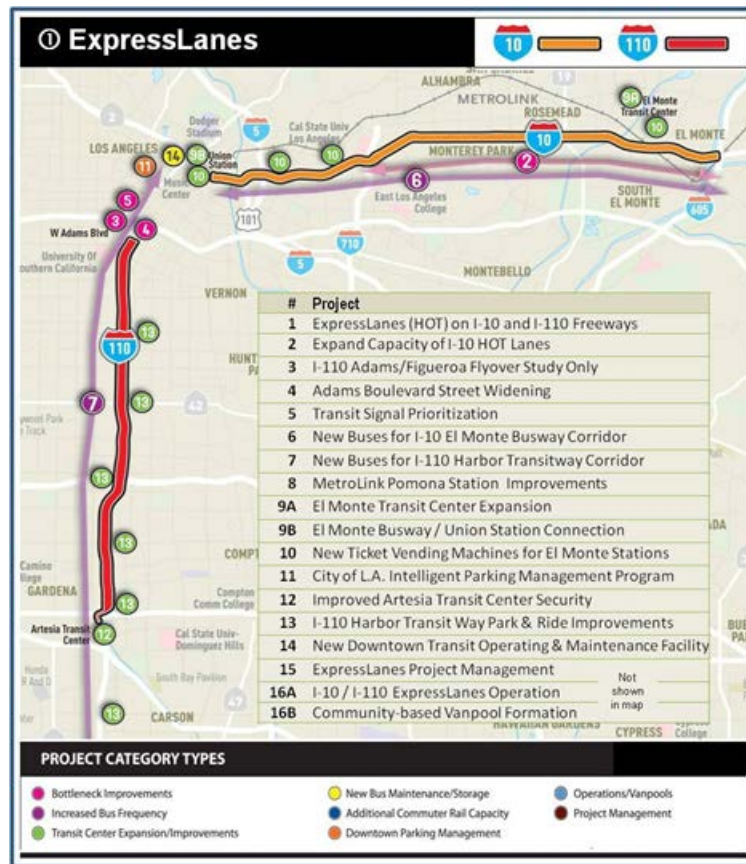 ① ExpressLanes
10
110
ALHAMBRA
METROLINK
ROSEMEAD
El Monte
Transit Center
EL MONTE
Dodger
Stadium
Cal State Univ
Los Angeles
LOS ANGELES
Union
Station
Music
Center
MONTEREY PARK
East Los Angeles
College
SOUTH
EL MONTE
W Adams Blvd
University Of
Southern California
VERNON
MONTEBELLO
# Project
1 ExpressLanes (HOT) on I-10 and I-110 Freeways
2 Expand Capacity of I-10 HOT Lanes
3 I-110 Adams/Figueroa Flyover Study Only
4 Adams Boulevard Street Widening
5 Transit Signal Prioritization
6 New Buses for I-10 El Monte Busway Corridor
7 New Buses for I-110 Harbor Transitway Corridor
8 MetroLink Pomona Station Improvements
9A El Monte Transit Center Expansion
9B El Monte Busway / Union Station Connection
10 New Ticket Vending Machines for El Monte Stations
11 City of L.A. Intelligent Parking Management Program
12 Improved Artesia Transit Center Security
13 I-110 Harbor Transit Way Park & Ride Improvements
14 New Downtown Transit Operating & Maintenance Facility
15 ExpressLanes Project Management
16A I-10 / I-110 ExpressLanes Operation
16B Community-based Vanpool Formation
Not
shown
in map
GARDENA
Compton
Comm College
Artesia Transit
Center
Cal State Univ-
Dominguez Hills
South Bay Pavilion
CARSON
HAWAIIAN GARDENS
CYPRESS
Cypress
College
PROJECT CATEGORY TYPES
Bottleneck Improvements
Increased Bus Frequency
Transit Center Expansion/Improvements
New Bus Maintenance/Storage
Additional Commuter Rail Capacity
Downtown Parking Management
Operations/Vanpools
Project Management